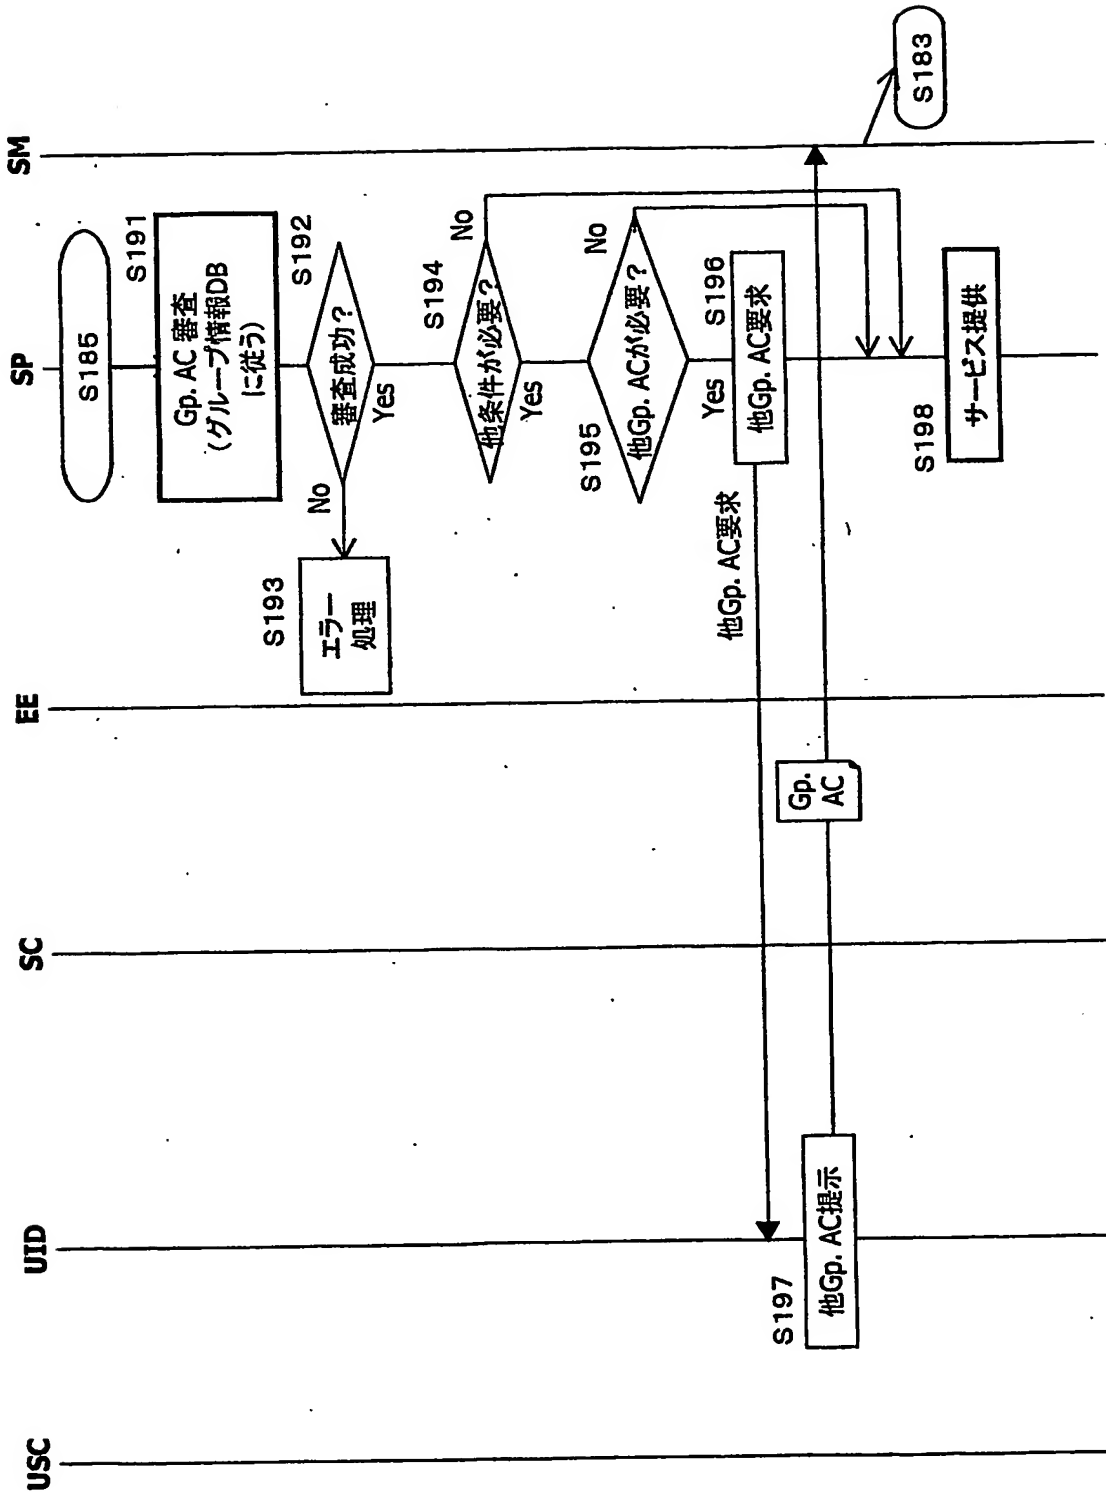 USC
UID
SC
EE
SP
SM
S185
S191
Gp. AC 審査
(グループ情報DB
に従う)
S192
審査成功?
No
Yes
S193
エラー
処理
S194
他条件が必要?
No
Yes
S195
他Gp. ACが必要?
No
Yes
S196
他Gp. AC要求
他Gp. AC要求
S197
他Gp. AC提示
Gp.
AC
S183
S198
サービス提供